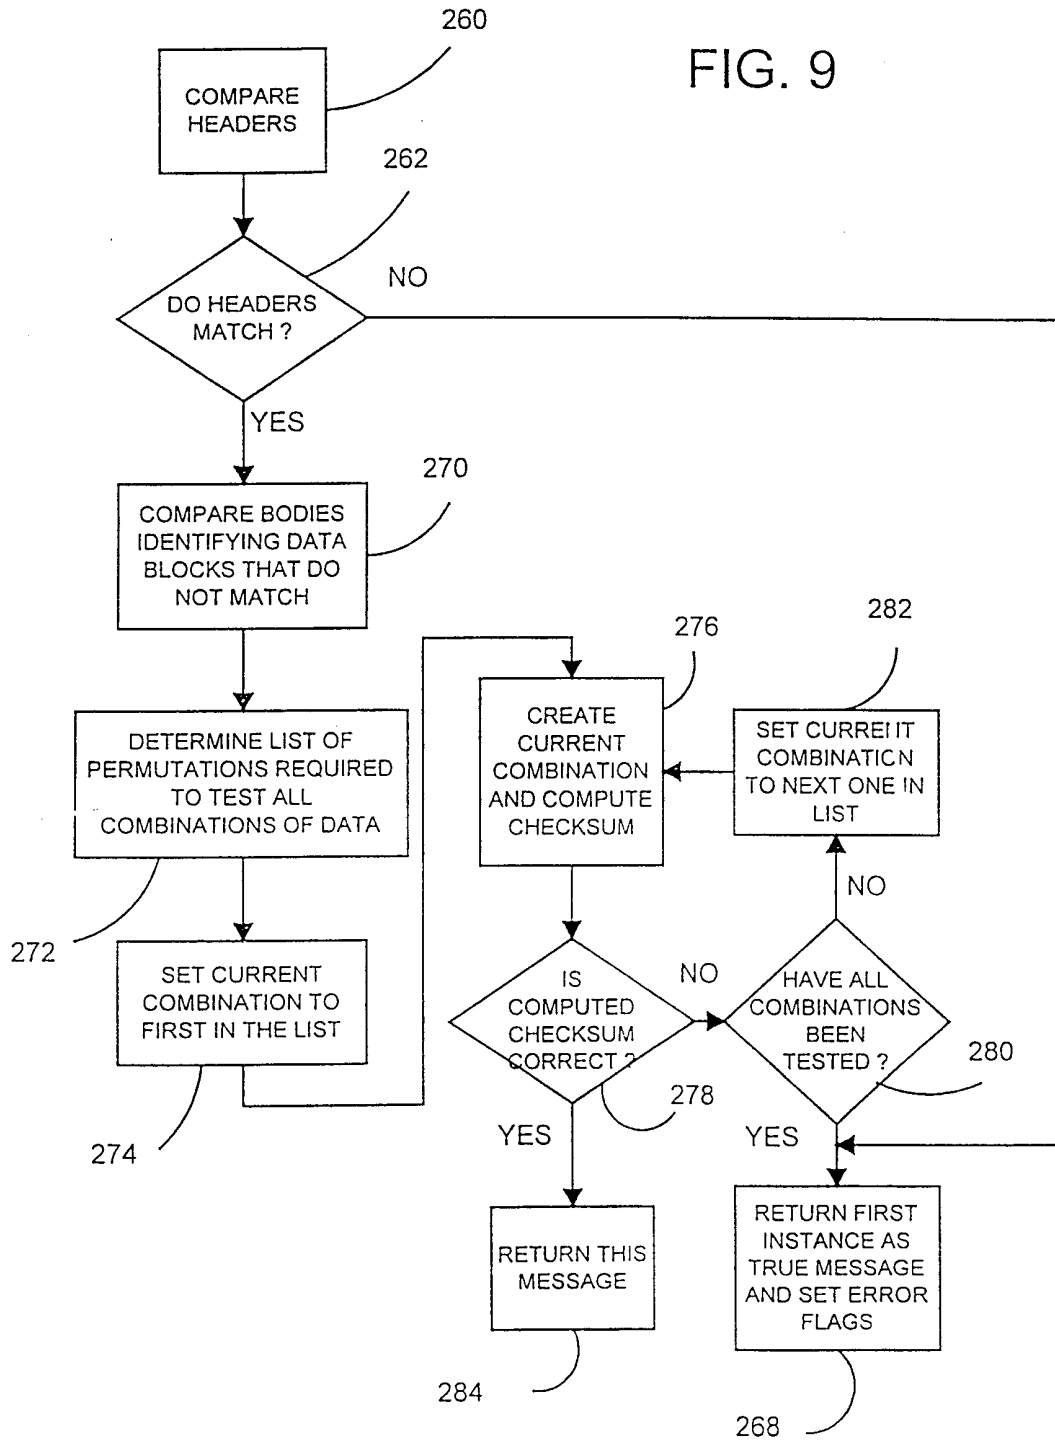 260
FIG. 9
COMPARE
HEADERS
262
NO
DO HEADERS
MATCH ?
YES
270
COMPARE BODIES
IDENTIFYING DATA
BLOCKS THAT DO
NOT MATCH
276
282
DETERMINE LIST OF
PERMUTATIONS REQUIRED
TO TEST ALL
COMBINATIONS OF DATA
272
CREATE
CURRENT
COMBINATION
AND COMPUTE
CHECKSUM
SET CURRENT
COMBINATION
TO NEXT ONE IN
LIST
NO
SET CURRENT
COMBINATION TO
FIRST IN THE LIST
274
IS
COMPUTED
CHECKSUM
CORRECT ?
NO
278
HAVE ALL
COMBINATIONS
BEEN
TESTED ?
280
YES
YES
RETURN THIS
MESSAGE
284
RETURN FIRST
INSTANCE AS
TRUE MESSAGE
AND SET ERROR
FLAGS
268